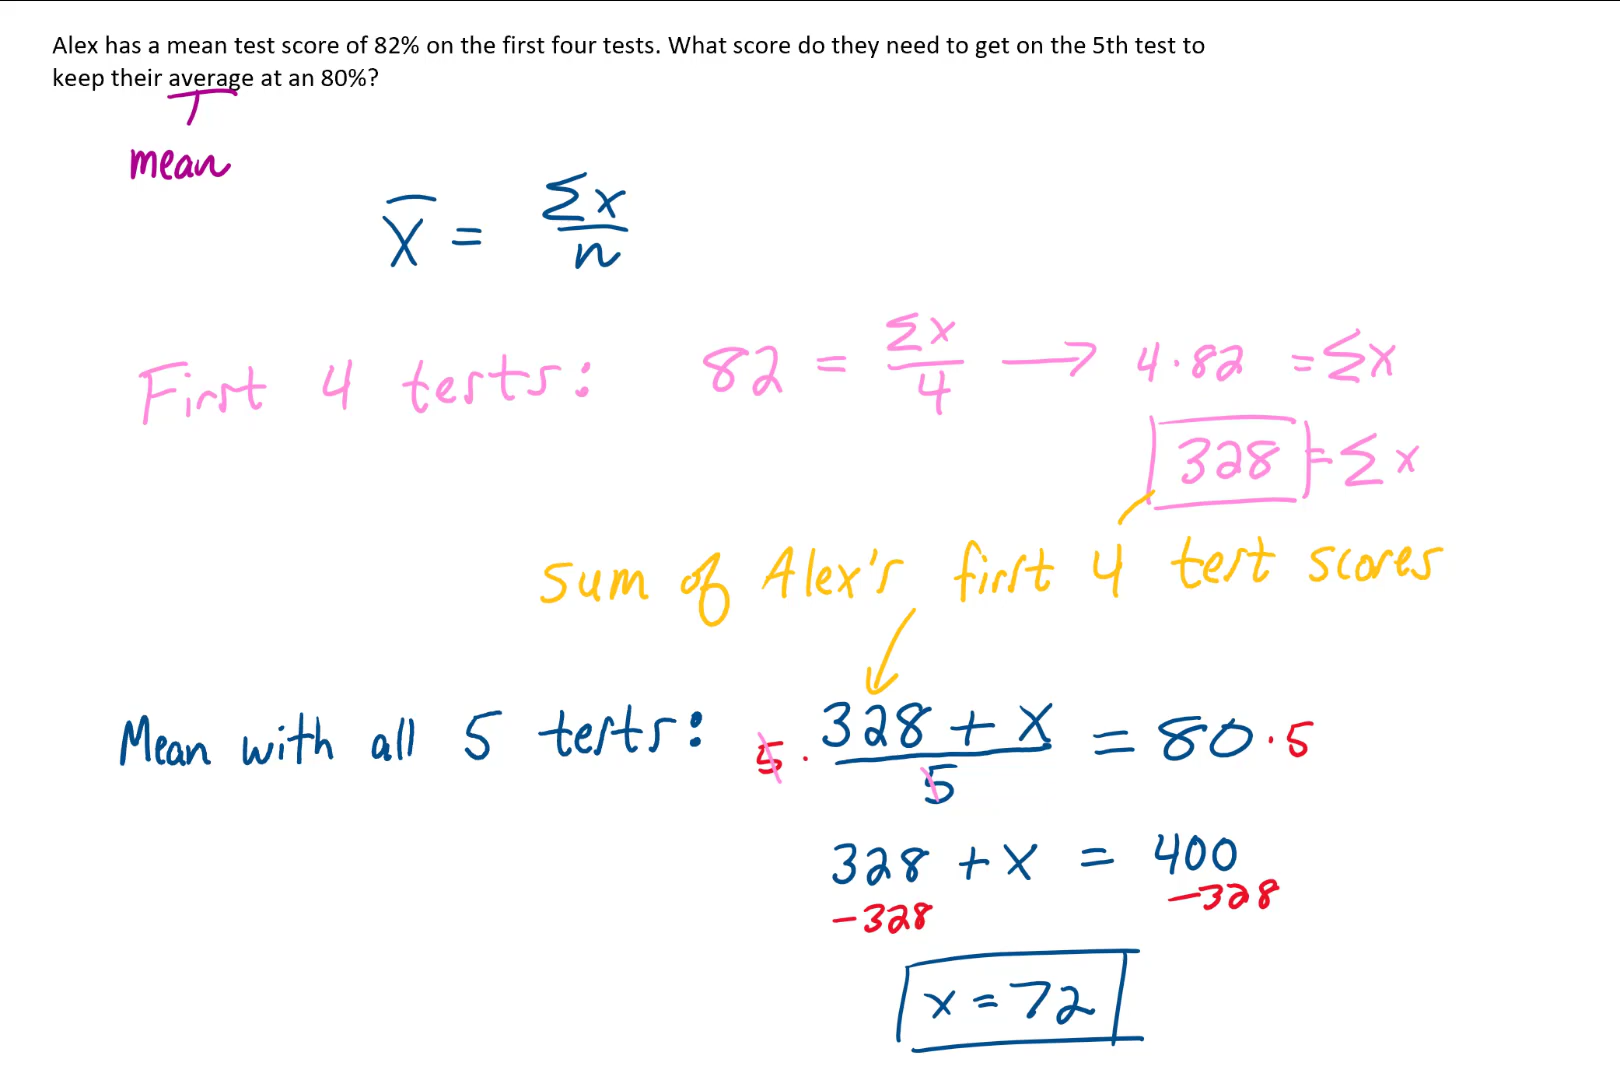 Alex has a mean test score of 82% on the first four tests. What score do they need to get on the 5th test to
keep their average at an 80%?
mean
x̄ = Σx/n
First 4 tests: 82 = Σx/4 → 4·82 = Σx
328 = Σx
sum of Alex's first 4 test scores
Mean with all 5 tests: 5 · (328 + x)/5 = 80 · 5
328 + x = 400
-328 -328
x = 72